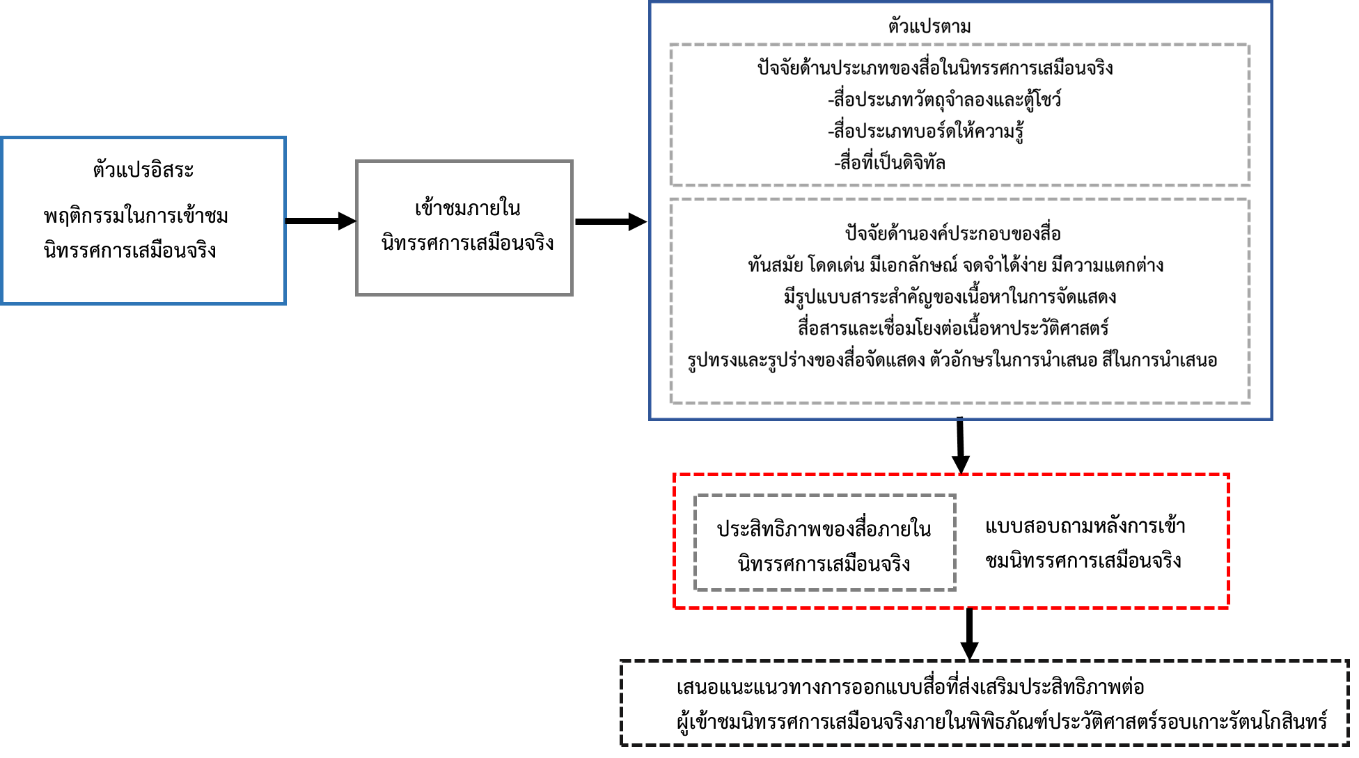 ตัวแปรอิสระ
พฤติกรรมในการเข้าชม
นิทรรศการเสมือนจริง
เข้าชมภายใน
นิทรรศการเสมือนจริง
ตัวแปรตาม
ปัจจัยด้านประเภทของสื่อในนิทรรศการเสมือนจริง
-สื่อประเภทวัตถุจำลองและตู้โชว์
-สื่อประเภทบอร์ดให้ความรู้
-สื่อที่เป็นดิจิทัล
ปัจจัยด้านองค์ประกอบของสื่อ
ทันสมัย โดดเด่น มีเอกลักษณ์ จดจำได้ง่าย มีความแตกต่าง
มีรูปแบบสาระสำคัญของเนื้อหาในการจัดแสดง
สื่อสารและเชื่อมโยงต่อเนื้อหาประวัติศาสตร์
รูปทรงและรูปร่างของสื่อจัดแสดง ตัวอักษรในการนำเสนอ สีในการนำเสนอ
ประสิทธิภาพของสื่อภายใน
นิทรรศการเสมือนจริง
แบบสอบถามหลังการเข้า
ชมนิทรรศการเสมือนจริง
เสนอแนะแนวทางการออกแบบสื่อที่ส่งเสริมประสิทธิภาพต่อ
ผู้เข้าชมนิทรรศการเสมือนจริงภายในพิพิธภัณฑ์ประวัติศาสตร์รอบเกาะรัตนโกสินทร์